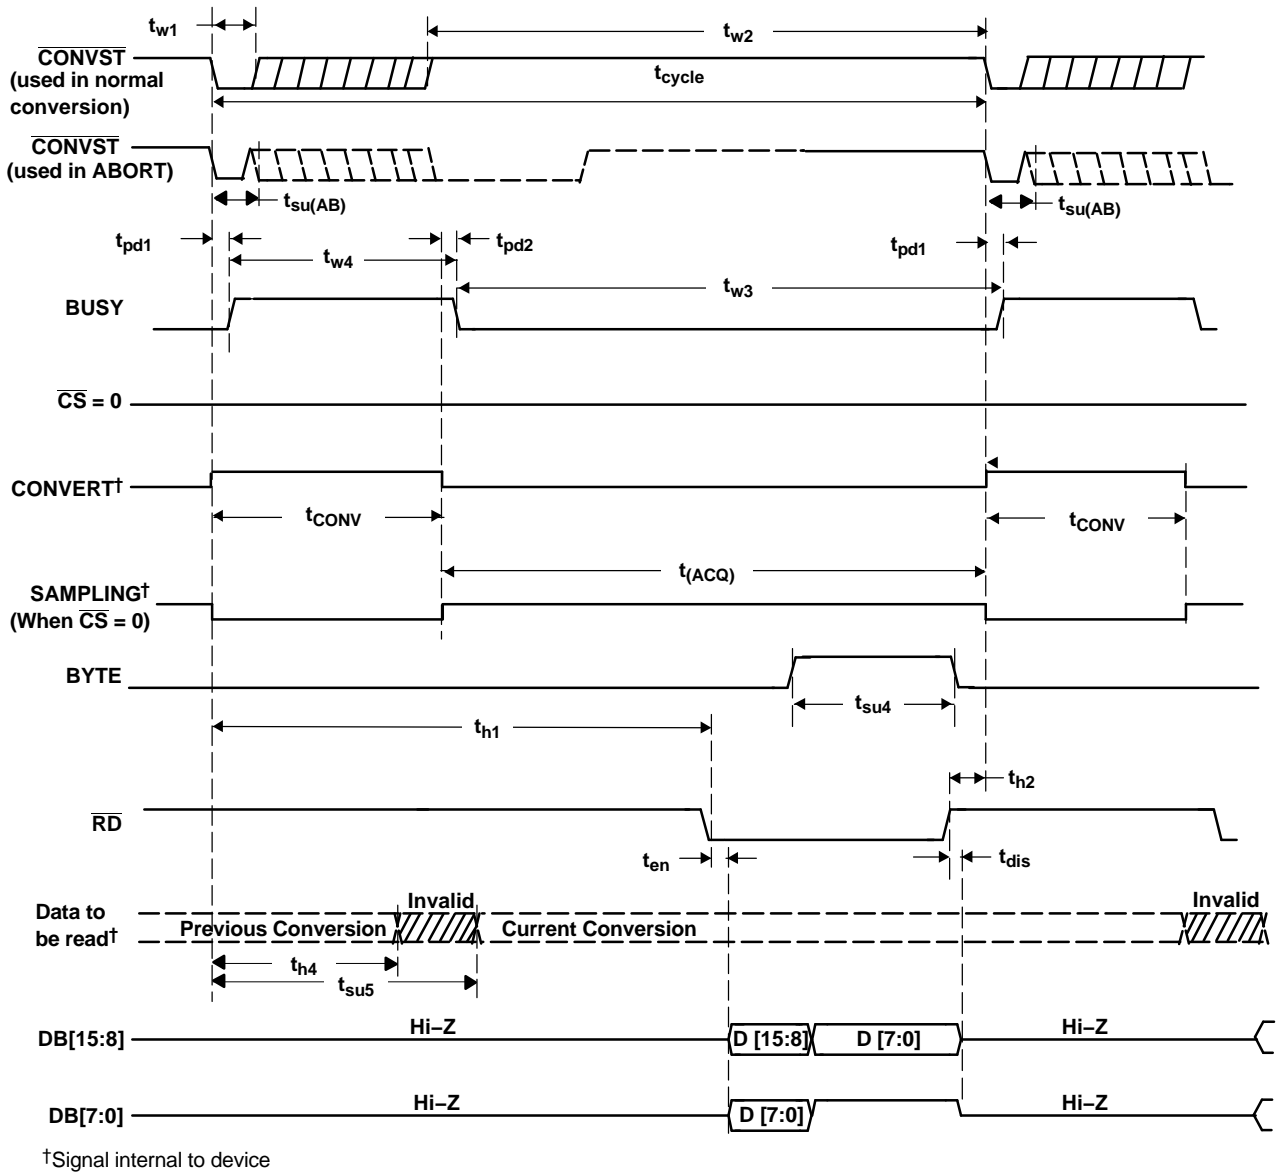 tw1
tw2
CONVST
(used in normal
conversion)
tcycle
CONVST
(used in ABORT)
tsu(AB)
tsu(AB)
tpd1
tw4
tpd2
tpd1
tw3
BUSY
CS = 0
CONVERT†
tCONV
tCONV
t(ACQ)
SAMPLING†
(When CS = 0)
BYTE
tsu4
th1
th2
RD
ten
tdis
Invalid
Invalid
Data to
be read†
Previous Conversion
Current Conversion
th4
tsu5
Hi–Z
Hi–Z
DB[15:8]
D [15:8]
D [7:0]
Hi–Z
Hi–Z
DB[7:0]
D [7:0]
†Signal internal to device